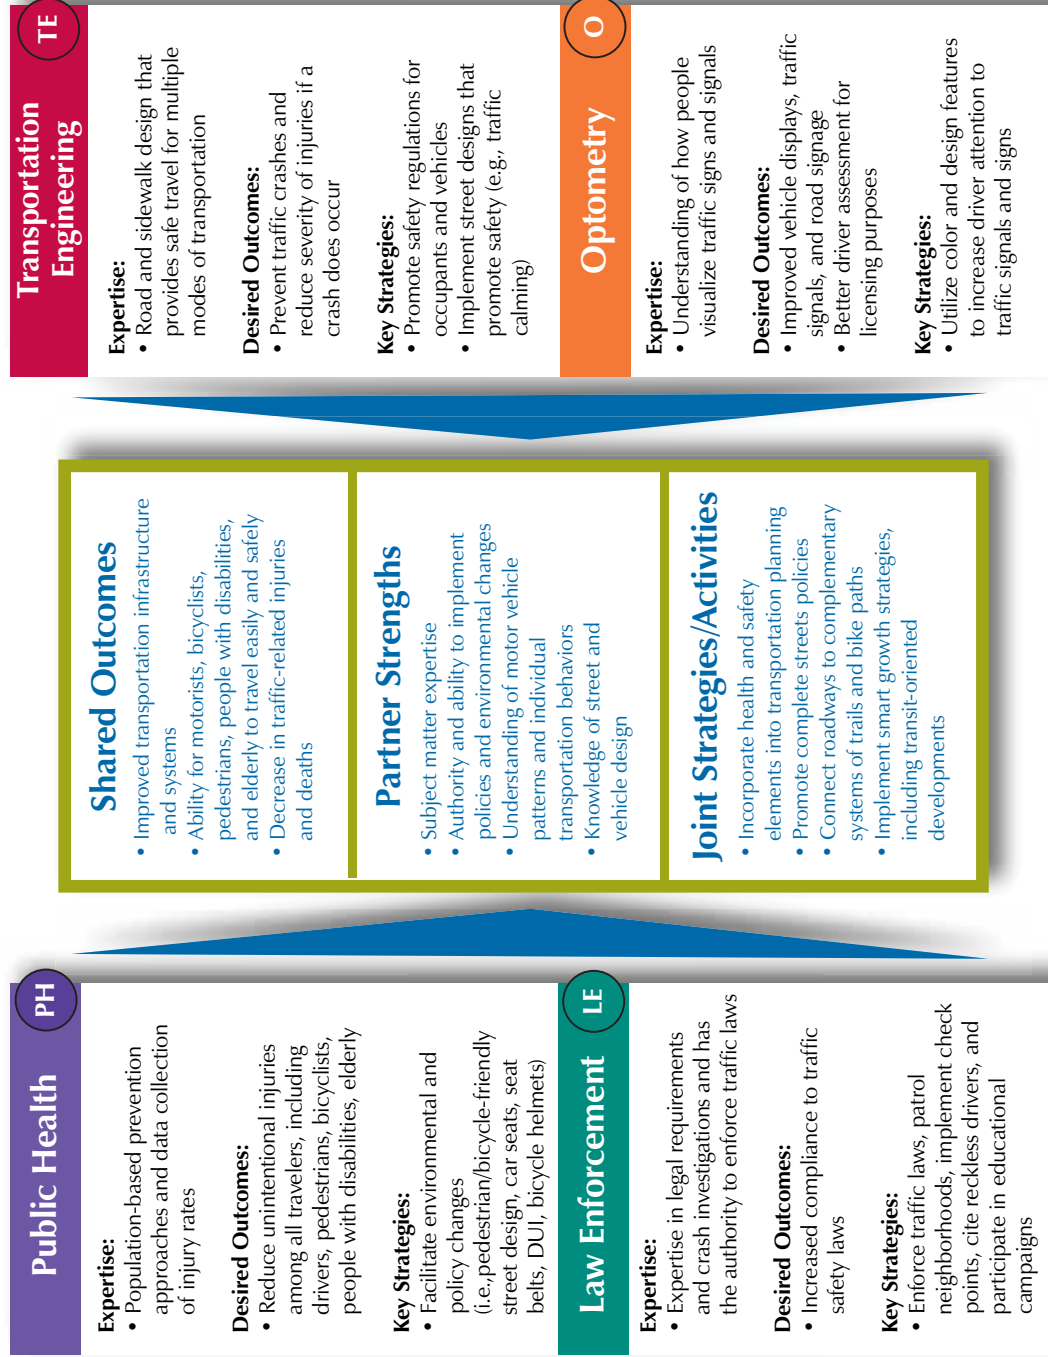 Public Health
PH
Expertise:
• Population-based prevention
approaches and data collection
of injury rates
Desired Outcomes:
• Reduce unintentional injuries
among all travelers, including
drivers, pedestrians, bicyclists,
people with disabilities, elderly
Key Strategies:
• Facilitate environmental and
policy changes
(i.e.,pedestrian/bicycle-friendly
street design, car seats, seat
belts, DUI, bicycle helmets)
Law Enforcement
LE
Expertise:
• Expertise in legal requirements
and crash investigations and has
the authority to enforce traffic laws
Desired Outcomes:
• Increased compliance to traffic
safety laws
Key Strategies:
• Enforce traffic laws, patrol
neighborhoods, implement check
points, cite reckless drivers, and
participate in educational
campaigns
Shared Outcomes
• Improved transportation infrastructure
and systems
• Ability for motorists, bicyclists,
pedestrians, people with disabilities,
and elderly to travel easily and safely
• Decrease in traffic-related injuries
and deaths
Partner Strengths
• Subject matter expertise
• Authority and ability to implement
policies and environmental changes
• Understanding of motor vehicle
patterns and individual
transportation behaviors
• Knowledge of street and
vehicle design
Joint Strategies/Activities
• Incorporate health and safety
elements into transportation planning
• Promote complete streets policies
• Connect roadways to complementary
systems of trails and bike paths
• Implement smart growth strategies,
including transit-oriented
developments
Transportation
Engineering
TE
Expertise:
• Road and sidewalk design that
provides safe travel for multiple
modes of transportation
Desired Outcomes:
• Prevent traffic crashes and
reduce severity of injuries if a
crash does occur
Key Strategies:
• Promote safety regulations for
occupants and vehicles
• Implement street designs that
promote safety (e.g., traffic
calming)
Optometry
O
Expertise:
• Understanding of how people
visualize traffic signs and signals
Desired Outcomes:
• Improved vehicle displays, traffic
signals, and road signage
• Better driver assessment for
licensing purposes
Key Strategies:
• Utilize color and design features
to increase driver attention to
traffic signals and signs